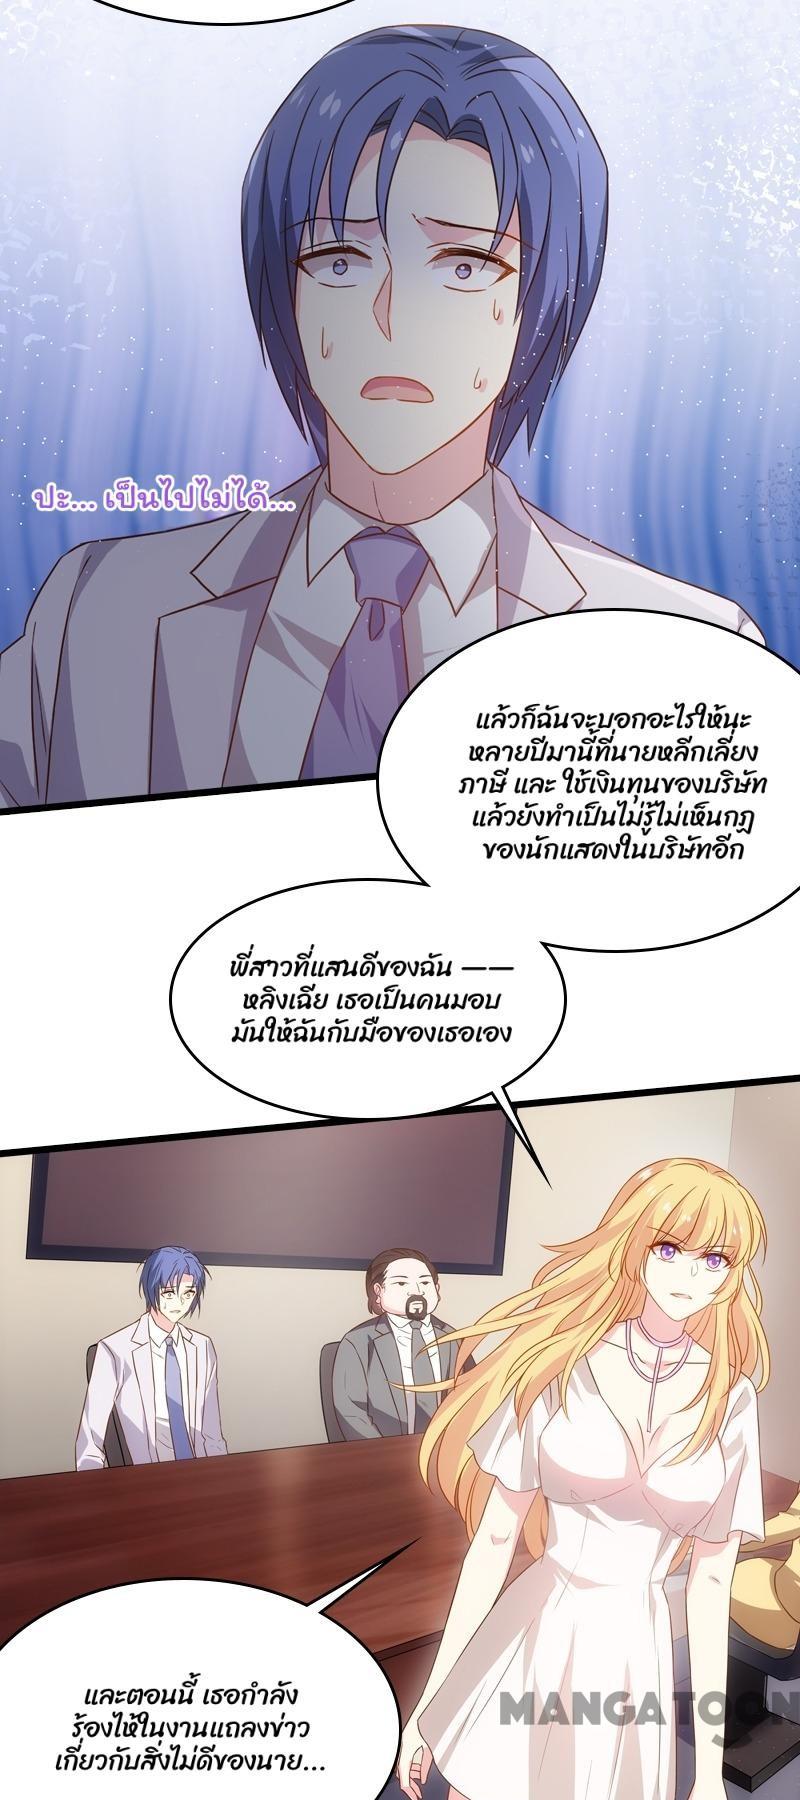 ปะ... เป็นไปไม่ได้...
แล้วก็ฉันจะบอกอะไรให้นะ
หลายปีมานี้ที่นายหลีกเลี่ยง
ภาษี และ ใช้เงินทุนของบริษัท
แล้วยังทำเป็นไม่รู้ไม่เห็นกฏ
ของนักแสดงในบริษัทอีก
พี่สาวที่แสนดีของฉัน ——
หลิงเฉีย เธอเป็นคนมอบ
มันให้ฉันกับมือของเธอเอง
และตอนนี้ เธอกำลัง
ร้องไห้ในงานแถลงข่าว
เกี่ยวกับสิ่งไม่ดีของนาย...
MANGATOON